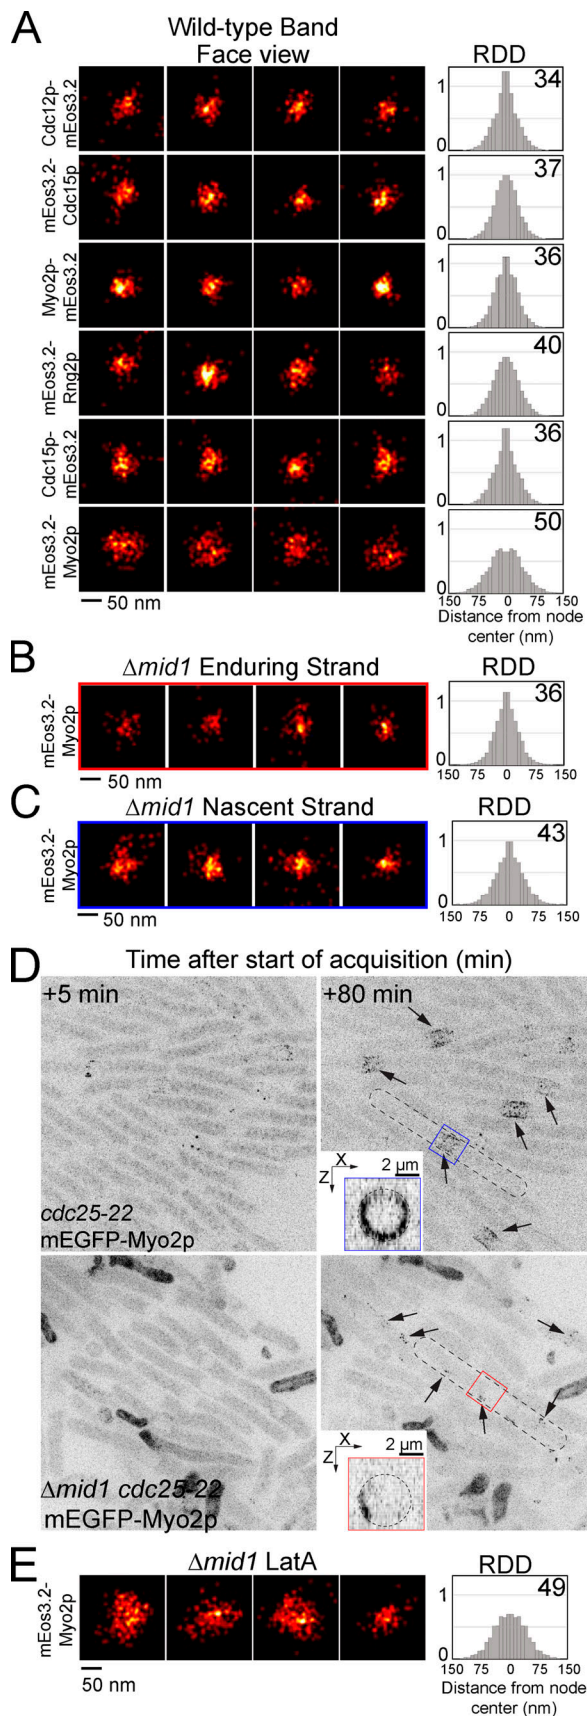 A
Wild-type Band
Face view
RDD
Cdc12p-
mEos3.2
1
0
34
mEos3.2-
Cdc15p
1
0
37
Myo2p-
mEos3.2
1
0
36
mEos3.2-
Rng2p
1
0
40
Cdc15p-
mEos3.2
1
0
36
mEos3.2-
Myo2p
1
0
50
50 nm
150 75 0 75 150
Distance from node
center (nm)
B
Δmid1 Enduring Strand
RDD
mEos3.2-
Myo2p
1
36
50 nm
150 75 0 75 150
C
Δmid1 Nascent Strand
RDD
mEos3.2-
Myo2p
1
43
50 nm
150 75 0 75 150
D
Time after start of acquisition (min)
+5 min
+80 min
cdc25-22
mEGFP-Myo2p
X
Z
2 µm
Δmid1 cdc25-22
mEGFP-Myo2p
X
Z
2 µm
E
Δmid1 LatA
RDD
mEos3.2-
Myo2p
1
49
50 nm
150 75 0 75 150
Distance from node
center (nm)